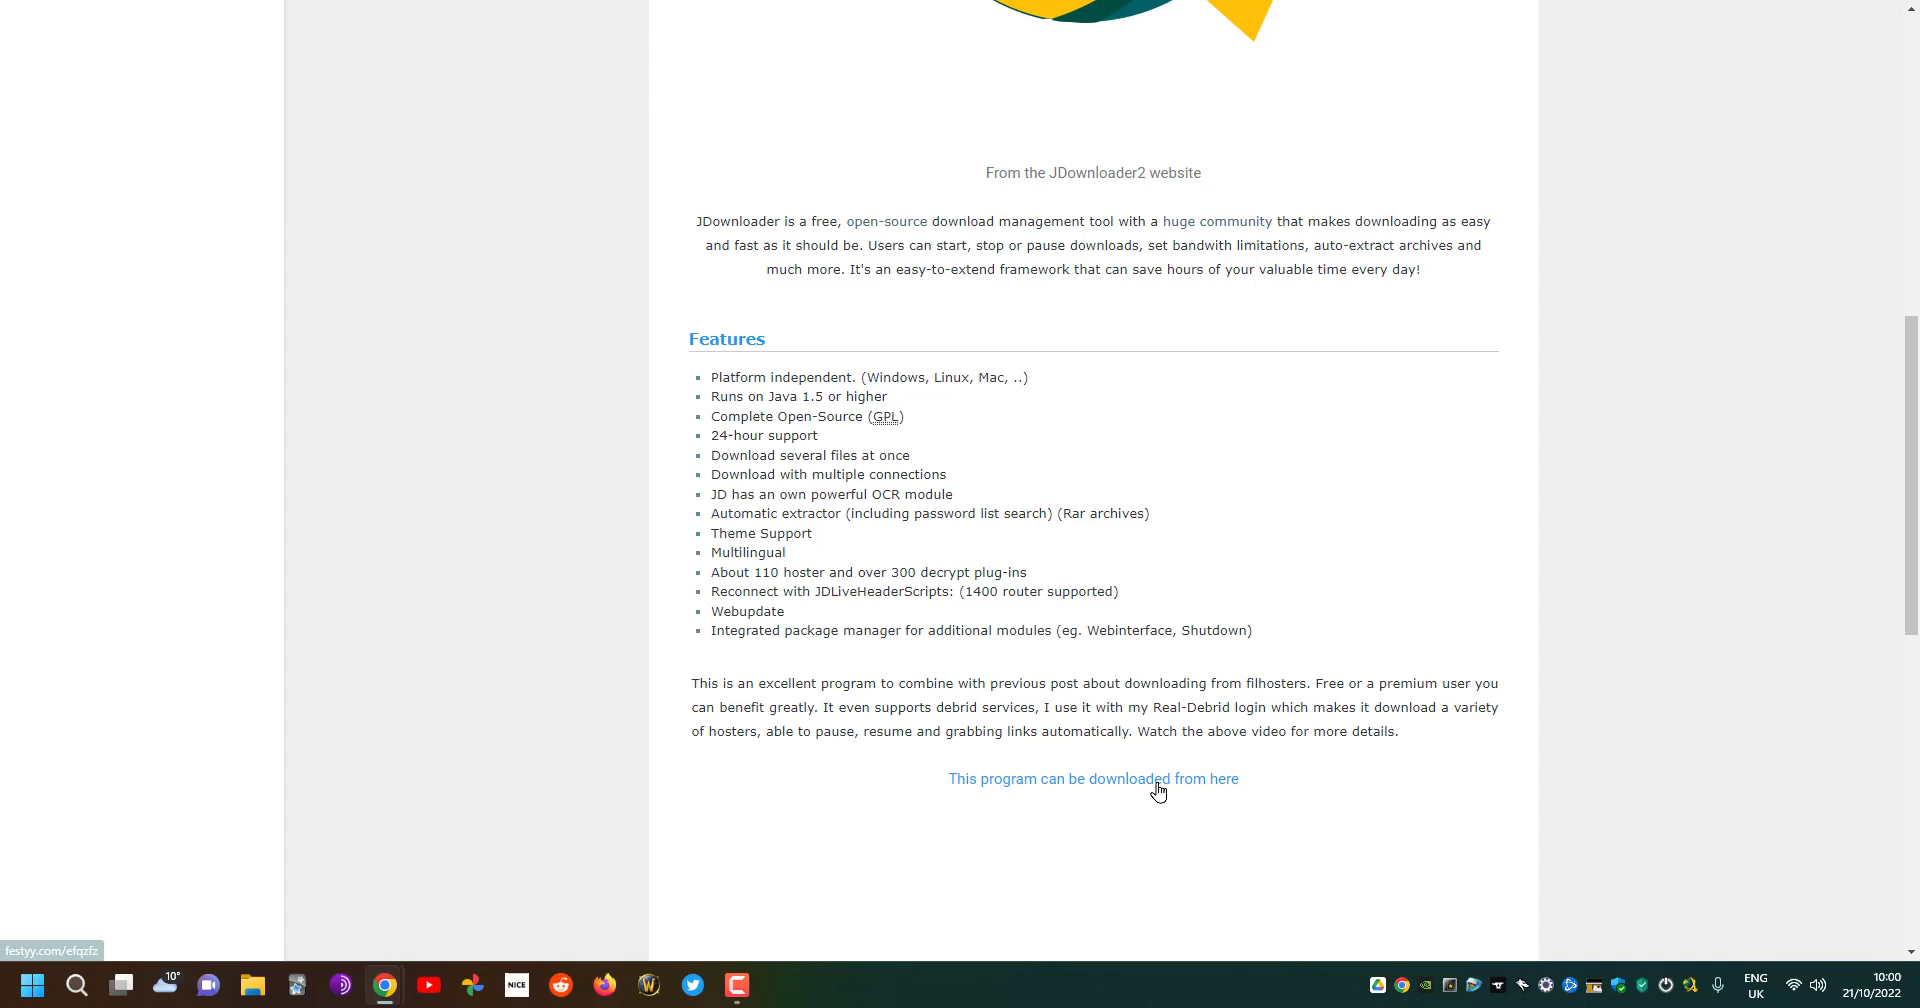 From the JDownloader2 website
JDownloader is a free, open-source download management tool with a huge community that makes downloading as easy
and fast as it should be. Users can start, stop or pause downloads, set bandwith limitations, auto-extract archives and
much more. It's an easy-to-extend framework that can save hours of your valuable time every day!
Features
Platform independent. (Windows, Linux, Mac, ..)
Runs on Java 1.5 or higher
Complete Open-Source (GPL)
24-hour support
Download several files at once
Download with multiple connections
JD has an own powerful OCR module
Automatic extractor (including password list search) (Rar archives)
Theme Support
Multilingual
About 110 hoster and over 300 decrypt plug-ins
Reconnect with JDLiveHeaderScripts: (1400 router supported)
Webupdate
Integrated package manager for additional modules (eg. Webinterface, Shutdown)
This is an excellent program to combine with previous post about downloading from filhosters. Free or a premium user you
can benefit greatly. It even supports debrid services, I use it with my Real-Debrid login which makes it download a variety
of hosters, able to pause, resume and grabbing links automatically. Watch the above video for more details.
This program can be downloaded from here
festyy.com/efqzfz
10°
NICE
ENG
UK
10:00
21/10/2022